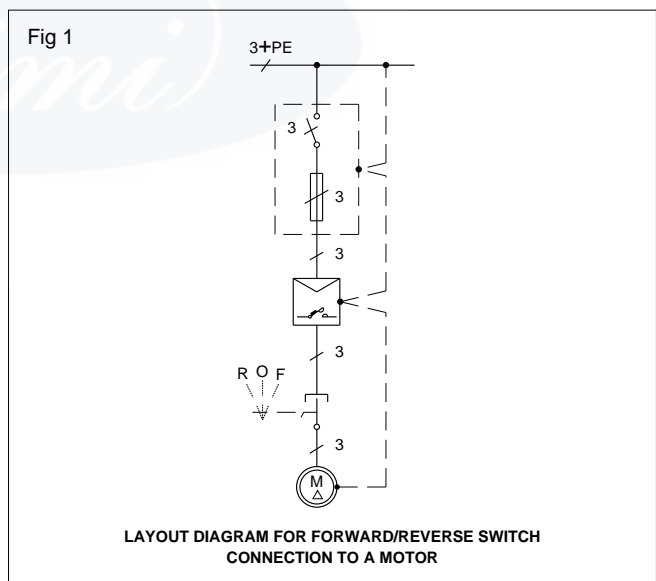 Fig 1
3+PE
3
3
3
3
R O F
3
M
LAYOUT DIAGRAM FOR FORWARD/REVERSE SWITCH
CONNECTION TO A MOTOR